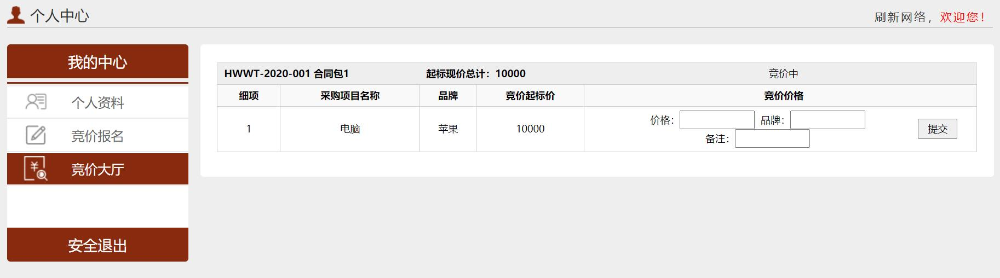 个人中心
刷新网络，欢迎您！
我的中心
个人资料
竞价报名
竞价大厅
安全退出
HWWT-2020-001 合同包1 起标现价总计：10000 竞价中
细项 采购项目名称 品牌 竞价起标价 竞价价格
1 电脑 苹果 10000 价格： 品牌： 提交
备注：